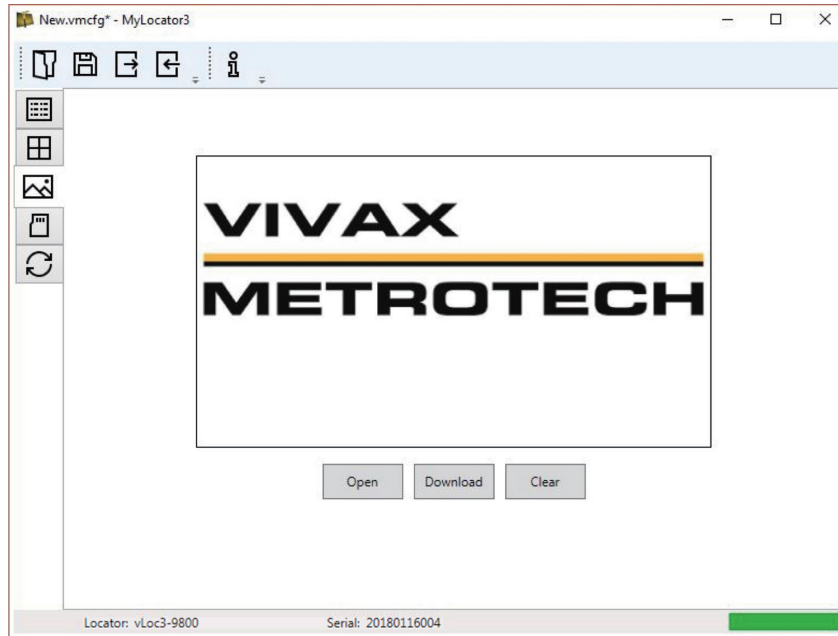 New.vmcfg* - MyLocator3
VIVAX
METROTECH
Open Download Clear
Locator: vLoc3-9800 Serial: 20180116004